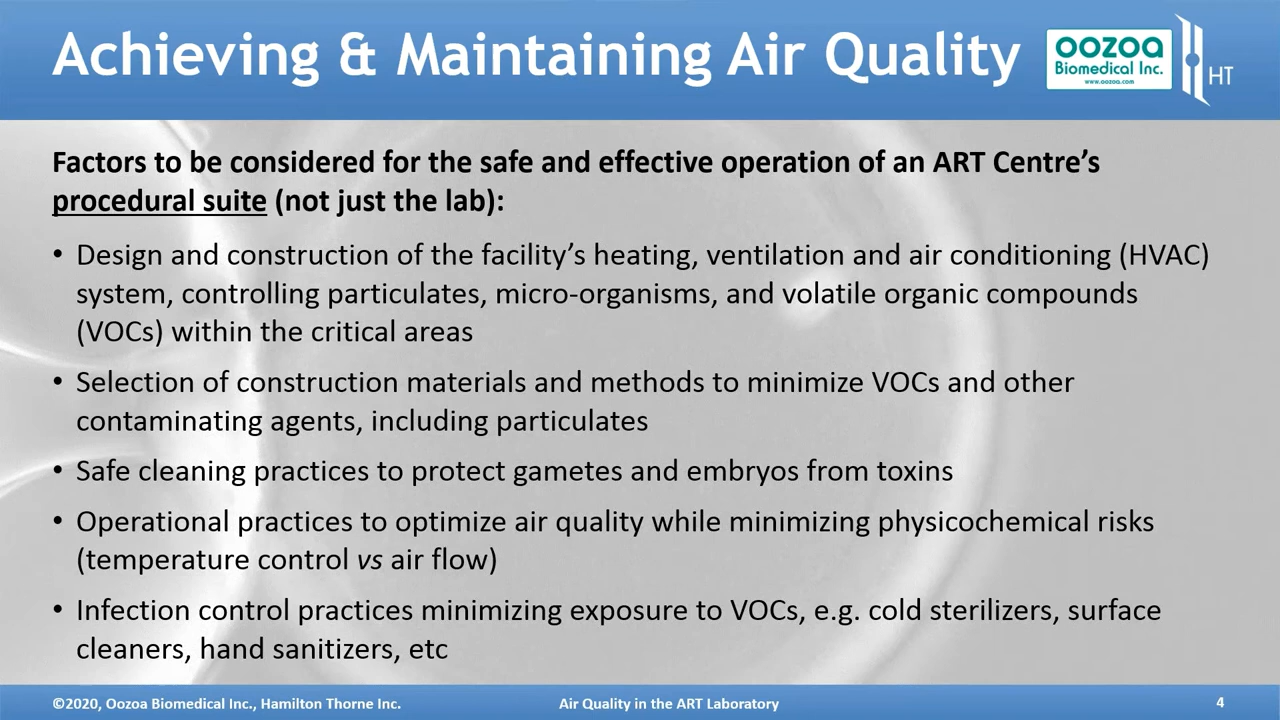 Achieving & Maintaining Air Quality
oozoa
Biomedical Inc.
www.oozoa.com
HT
Factors to be considered for the safe and effective operation of an ART Centre’s
procedural suite (not just the lab):
• Design and construction of the facility’s heating, ventilation and air conditioning (HVAC)
system, controlling particulates, micro-organisms, and volatile organic compounds
(VOCs) within the critical areas
• Selection of construction materials and methods to minimize VOCs and other
contaminating agents, including particulates
• Safe cleaning practices to protect gametes and embryos from toxins
• Operational practices to optimize air quality while minimizing physicochemical risks
(temperature control vs air flow)
• Infection control practices minimizing exposure to VOCs, e.g. cold sterilizers, surface
cleaners, hand sanitizers, etc
©2020, Oozoa Biomedical Inc., Hamilton Thorne Inc.
Air Quality in the ART Laboratory
4